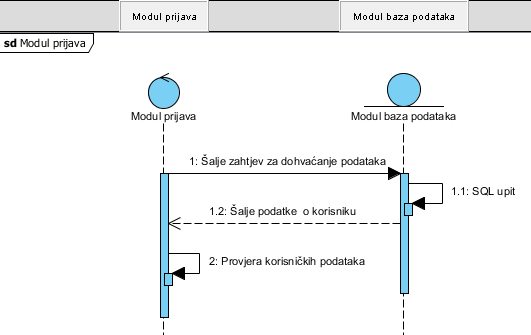 Modul prijava
Modul baza podataka
sd Modul prijava
Modul prijava
Modul baza podataka
1: Šalje zahtjev za dohvaćanje podataka
1.1: SQL upit
1.2: Šalje podatke o korisniku
2: Provjera korisničkih podataka